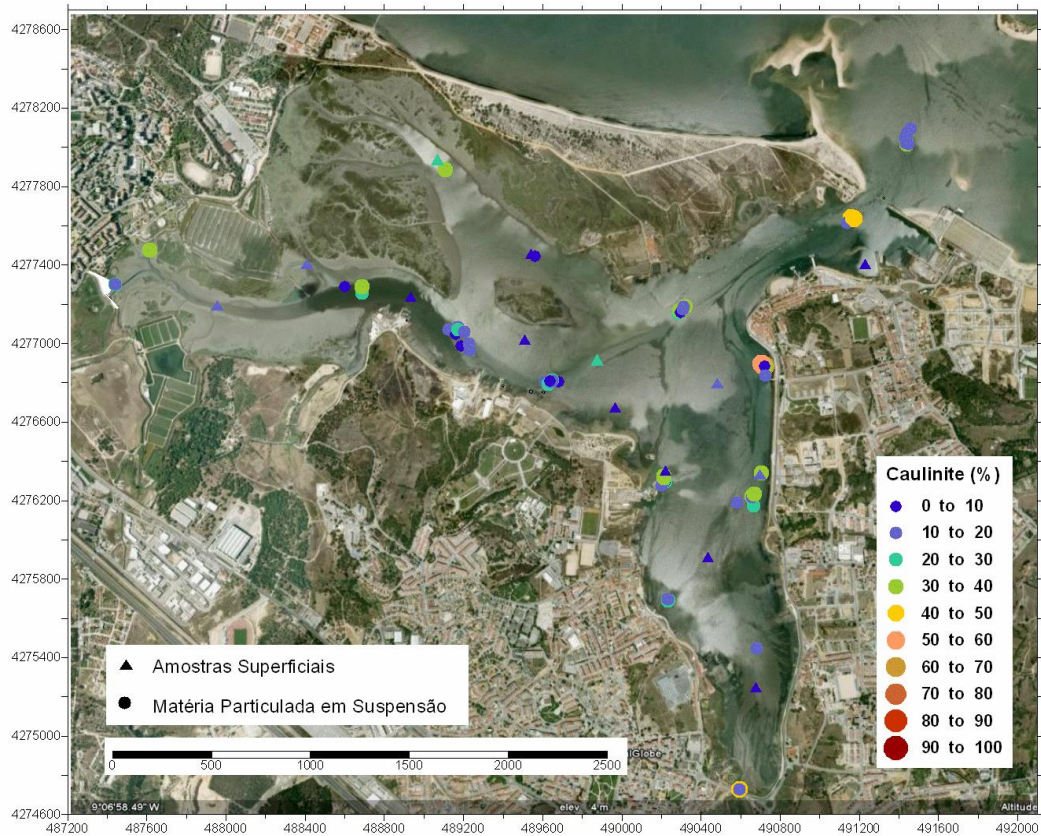 4278600
4278200
4277800
4277400
4277000
4276600
4276200
4275800
4275400
4275000
4274600
Caulinite (%)
0 to 10
10 to 20
20 to 30
30 to 40
40 to 50
50 to 60
60 to 70
70 to 80
80 to 90
90 to 100
Amostras Superficiais
Matéria Particulada em Suspensão
0 500 1000 1500 2000 2500
9°06'58.49" W elev 4 m Altitude
487200 487600 488000 488400 488800 489200 489600 490000 490400 490800 491200 491600 492000